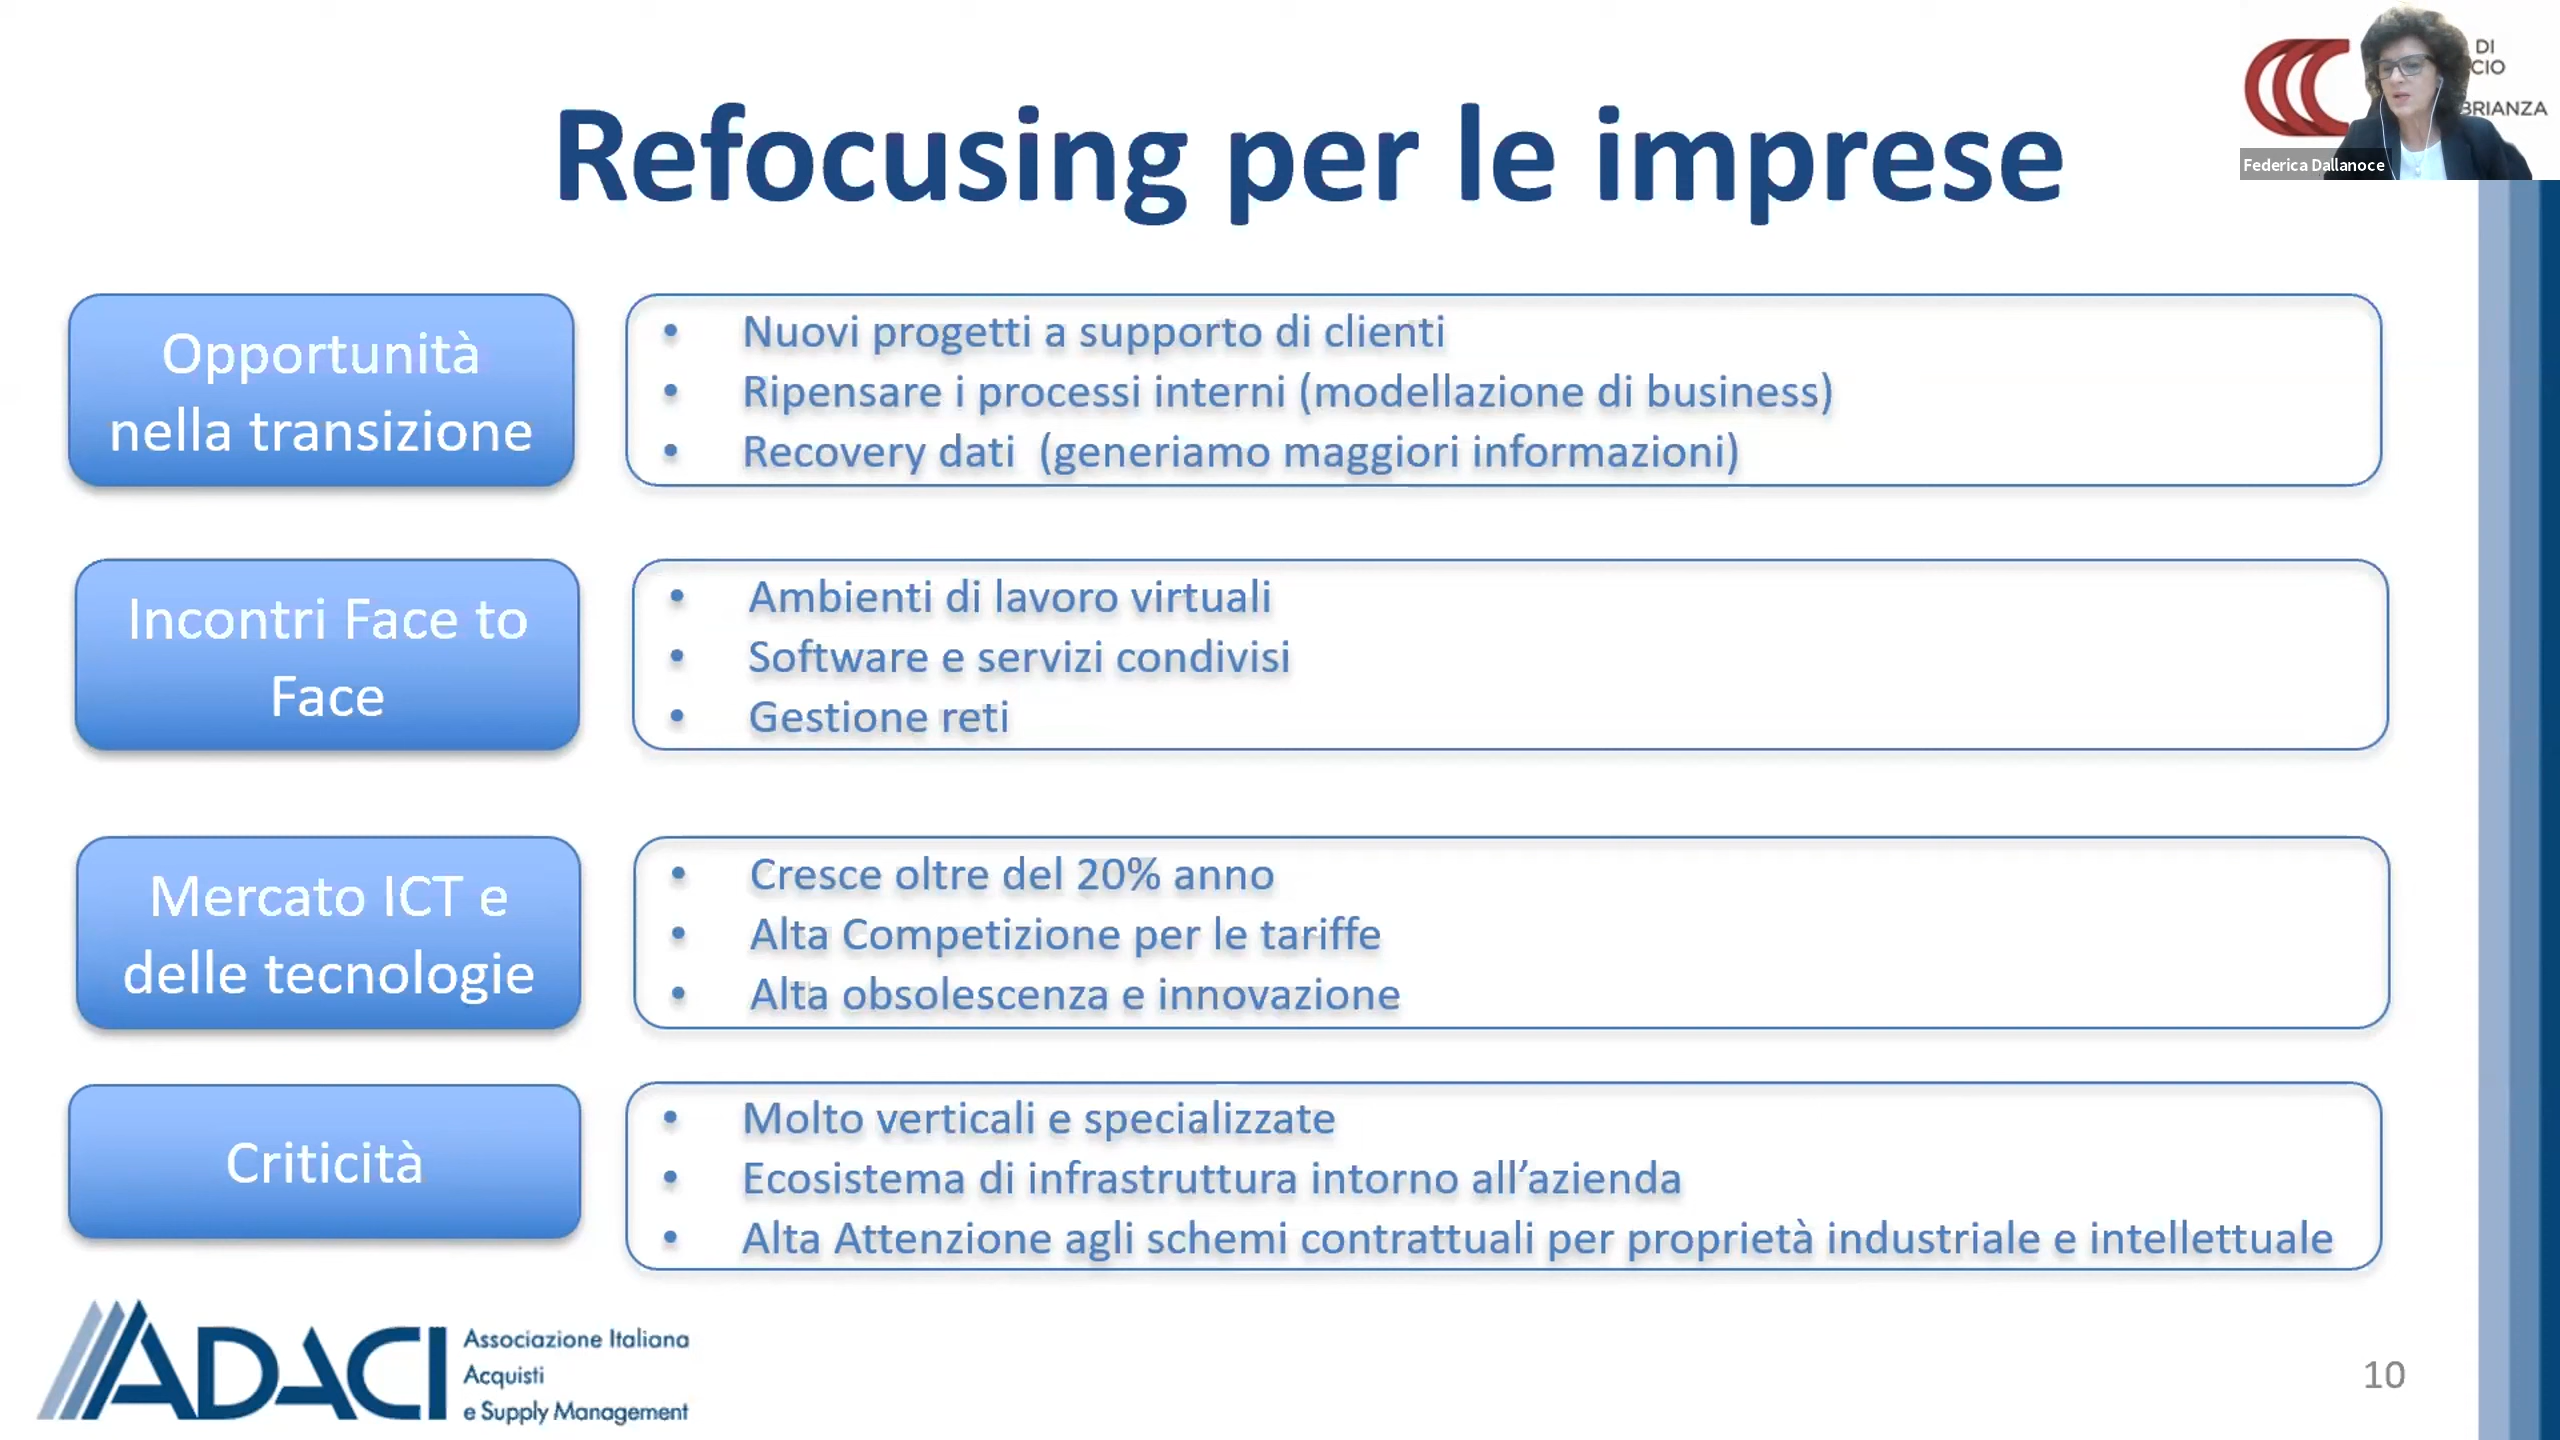 DI
CIO
BRIANZA
Federica Dallanoce
Refocusing per le imprese
Opportunità
nella transizione
• Nuovi progetti a supporto di clienti
• Ripensare i processi interni (modellazione di business)
• Recovery dati (generiamo maggiori informazioni)
Incontri Face to
Face
• Ambienti di lavoro virtuali
• Software e servizi condivisi
• Gestione reti
Mercato ICT e
delle tecnologie
• Cresce oltre del 20% anno
• Alta Competizione per le tariffe
• Alta obsolescenza e innovazione
Criticità
• Molto verticali e specializzate
• Ecosistema di infrastruttura intorno all’azienda
• Alta Attenzione agli schemi contrattuali per proprietà industriale e intellettuale
ADACI
Associazione Italiana
Acquisti
e Supply Management
10